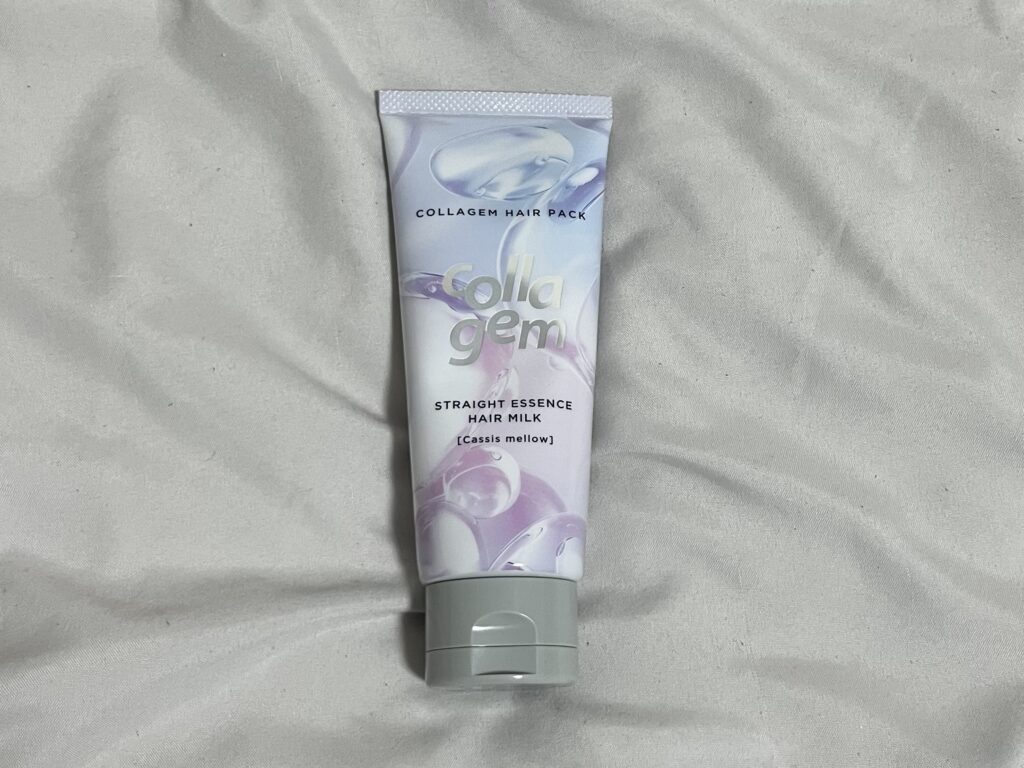 COLLAGEM HAIR PACK
colla
gem
STRAIGHT ESSENCE
HAIR MILK
[Cassis mellow]